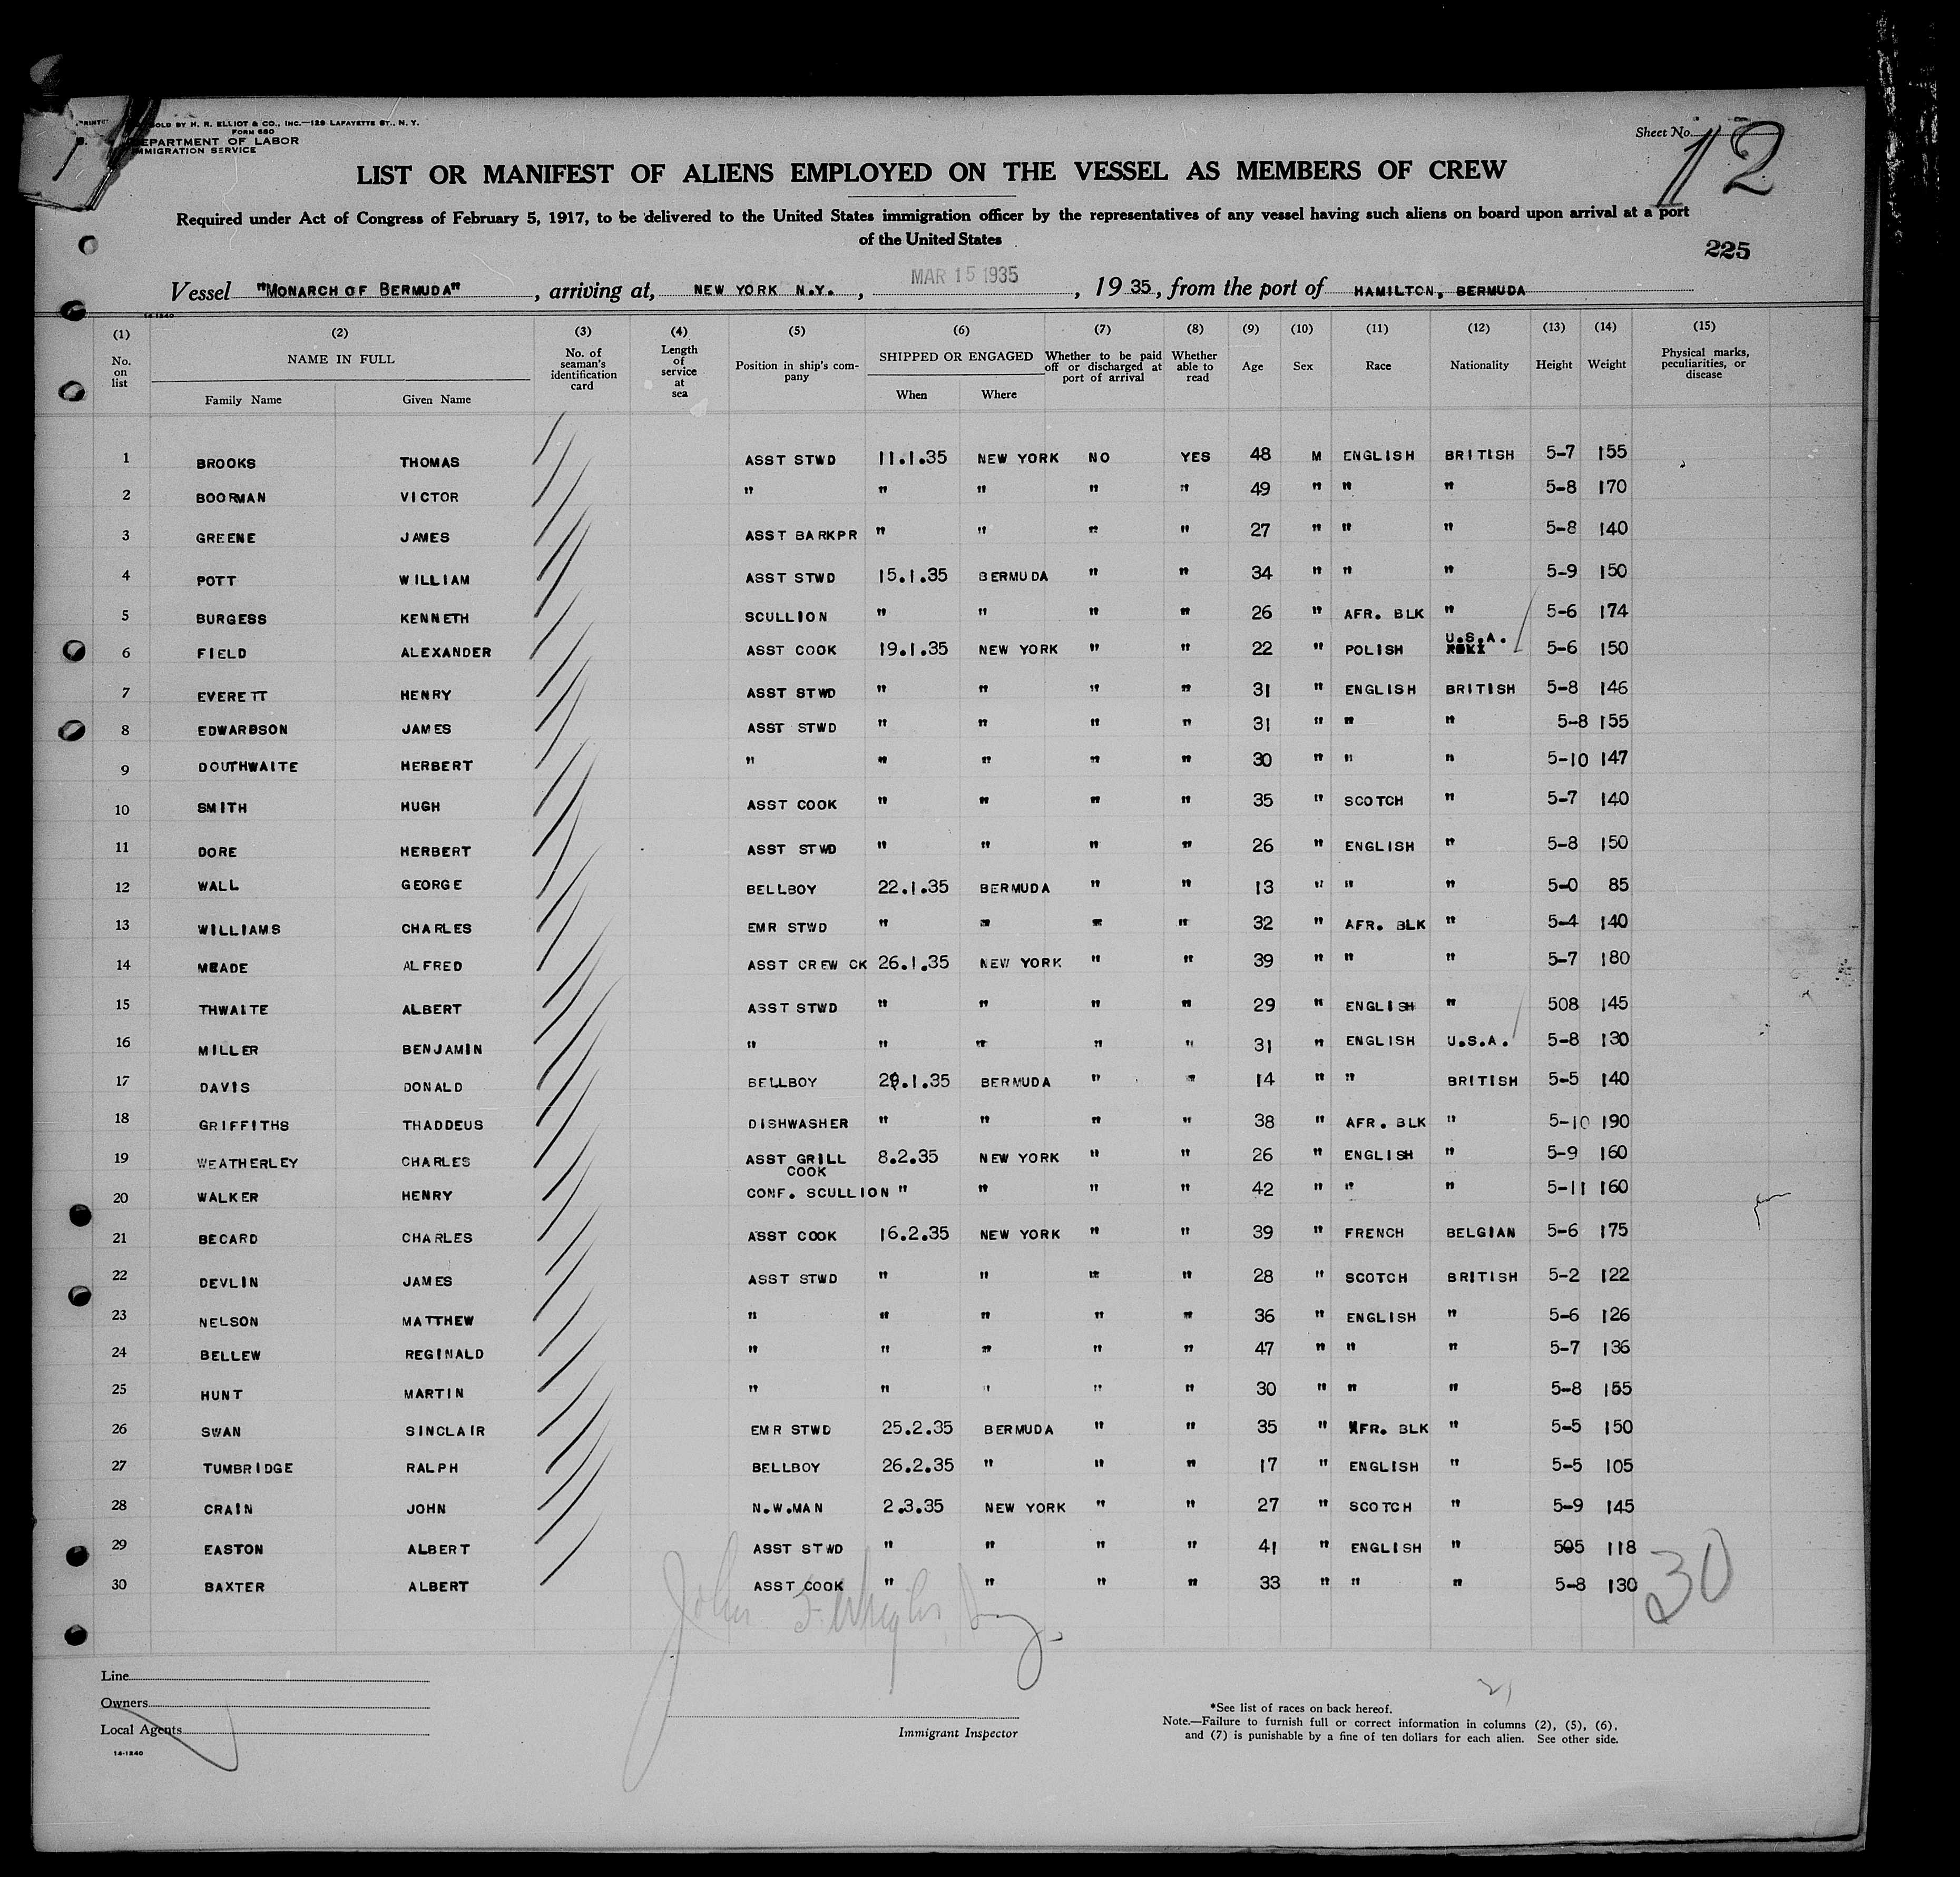 SOLD BY H. R. ELLIOT & CO., INC.—129 LAFAYETTE ST., N. Y.
FORM 680
DEPARTMENT OF LABOR
IMMIGRATION SERVICE
Sheet No. 12
LIST OR MANIFEST OF ALIENS EMPLOYED ON THE VESSEL AS MEMBERS OF CREW
Required under Act of Congress of February 5, 1917, to be delivered to the United States immigration officer by the representatives of any vessel having such aliens on board upon arrival at a port
of the United States
225
Vessel "MONARCH OF BERMUDA", arriving at, NEW YORK N.Y., MAR 15 1935, 1935, from the port of HAMILTON, BERMUDA
14-1240
(1) (2) (3) (4) (5) (6) (7) (8) (9) (10) (11) (12) (13) (14) (15)
No. on list NAME IN FULL Family Name Given Name No. of seaman's identification card Length of service at sea Position in ship's company SHIPPED OR ENGAGED When Where Whether to be paid off or discharged at port of arrival Whether able to read Age Sex Race Nationality Height Weight Physical marks, peculiarities, or disease
1 BROOKS THOMAS ASST STWD 11.1.35 NEW YORK NO YES 48 M ENGLISH BRITISH 5-7 155
2 BOORMAN VICTOR " " " " " 49 " " " 5-8 170
3 GREENE JAMES ASST BARKPR " " " " 27 " " " 5-8 140
4 POTT WILLIAM ASST STWD 15.1.35 BERMUDA " " 34 " " " 5-9 150
5 BURGESS KENNETH SCULLION " " " " 26 " AFR. BLK " 5-6 174
6 FIELD ALEXANDER ASST COOK 19.1.35 NEW YORK " " 22 " POLISH U.S.A. 5-6 150
7 EVERETT HENRY ASST STWD " " " " 31 " ENGLISH BRITISH 5-8 146
8 EDWARDSON JAMES ASST STWD " " " " 31 " " " 5-8 155
9 DOUTHWAITE HERBERT " " " " " 30 " " " 5-10 147
10 SMITH HUGH ASST COOK " " " " 35 " SCOTCH " 5-7 140
11 DORE HERBERT ASST STWD " " " " 26 " ENGLISH " 5-8 150
12 WALL GEORGE BELLBOY 22.1.35 BERMUDA " " 13 " " " 5-0 85
13 WILLIAMS CHARLES EMR STWD " " " " 32 " AFR. BLK " 5-4 140
14 MEADE ALFRED ASST CREW CK 26.1.35 NEW YORK " " 39 " " " 5-7 180
15 THWAITE ALBERT ASST STWD " " " " 29 " ENGLISH " 508 145
16 MILLER BENJAMIN " " " " " 31 " ENGLISH U.S.A. 5-8 130
17 DAVIS DONALD BELLBOY 29.1.35 BERMUDA " " 14 " " BRITISH 5-5 140
18 GRIFFITHS THADDEUS DISHWASHER " " " " 38 " AFR. BLK " 5-10 190
19 WEATHERLEY CHARLES ASST GRILL COOK 8.2.35 NEW YORK " " 26 " ENGLISH " 5-9 160
20 WALKER HENRY CONF. SCULLION " " " " 42 " " " 5-11 160
21 BECARD CHARLES ASST COOK 16.2.35 NEW YORK " " 39 " FRENCH BELGIAN 5-6 175
22 DEVLIN JAMES ASST STWD " " " " 28 " SCOTCH BRITISH 5-2 122
23 NELSON MATTHEW " " " " " 36 " ENGLISH " 5-6 126
24 BELLEW REGINALD " " " " " 47 " " " 5-7 136
25 HUNT MARTIN " " " " " 30 " " " 5-8 155
26 SWAN SINCLAIR EMR STWD 25.2.35 BERMUDA " " 35 " AFR. BLK " 5-5 150
27 TUMBRIDGE RALPH BELLBOY 26.2.35 " " " 17 " ENGLISH " 5-5 105
28 CRAIN JOHN N.W.MAN 2.3.35 NEW YORK " " 27 " SCOTCH " 5-9 145
29 EASTON ALBERT ASST STWD " " " " 41 " ENGLISH " 505 118
30 BAXTER ALBERT ASST COOK " " " " 33 " " " 5-8 130
30
John
Line
Owners
Local Agents
14-1240
Immigrant Inspector
21
*See list of races on back hereof.
Note.—Failure to furnish full or correct information in columns (2), (5), (6),
and (7) is punishable by a fine of ten dollars for each alien. See other side.